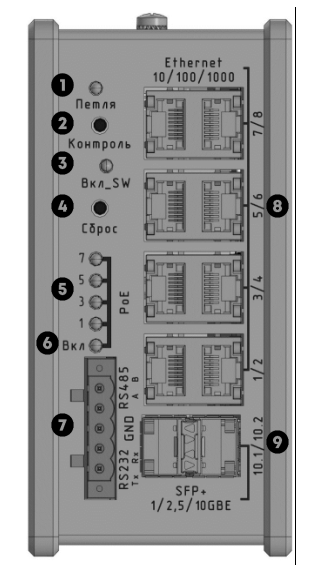 Ethernet
10/100/1000
1
Петля
2
Контроль
3
Вкл_SW
4
Сброс
7/8
5/6
8
3/4
1/2
7
5
5
3
1
PoE
6
Вкл
7
RS485
A B
GND
RS232
Tx Rx
9
10.1/10.2
SFP+
1/2,5/10GBE